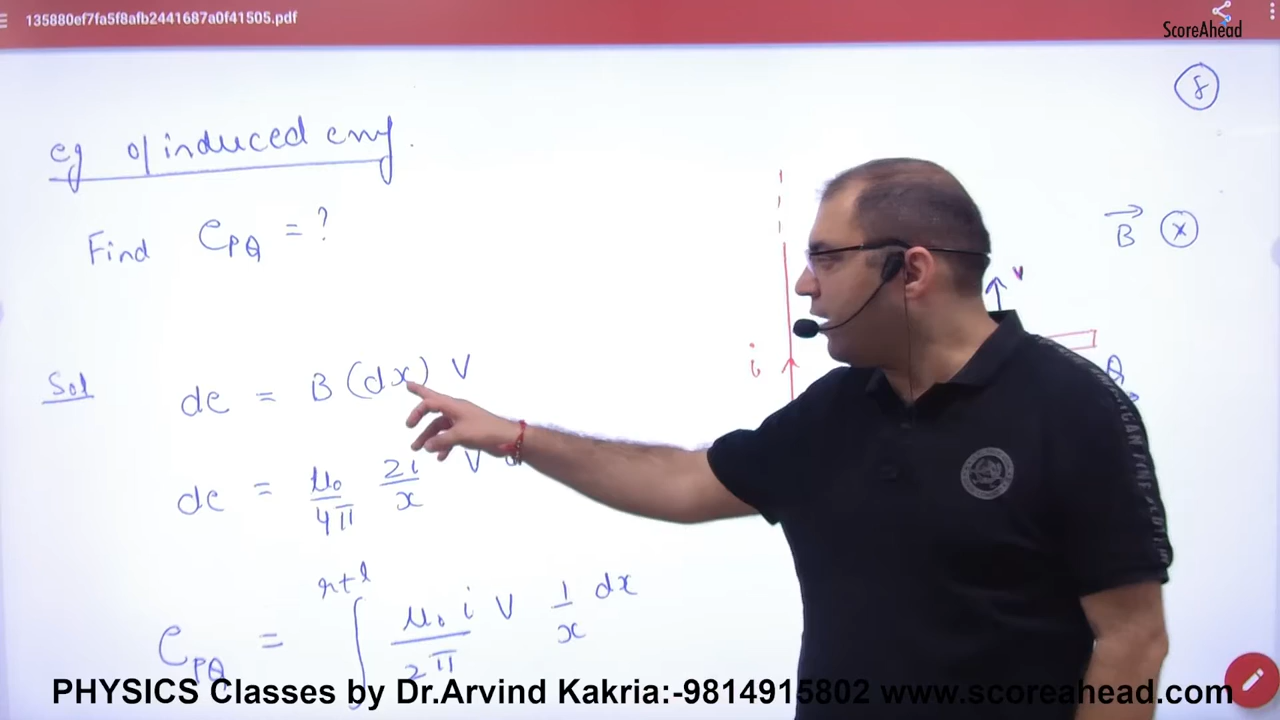 135880ef7fa5f8afb2441687a0f41505.pdf
ScoreAhead
8
eg of induced emf.
Find e_PQ = ?
B ⊗
v
i
Q
Sol
de = B (dx) V
de = μ₀/4π 2i/x V
r+l
e_PQ = ∫ μ₀ i/2π V 1/x dx
PHYSICS Classes by Dr.Arvind Kakria:-9814915802 www.scoreahead.com